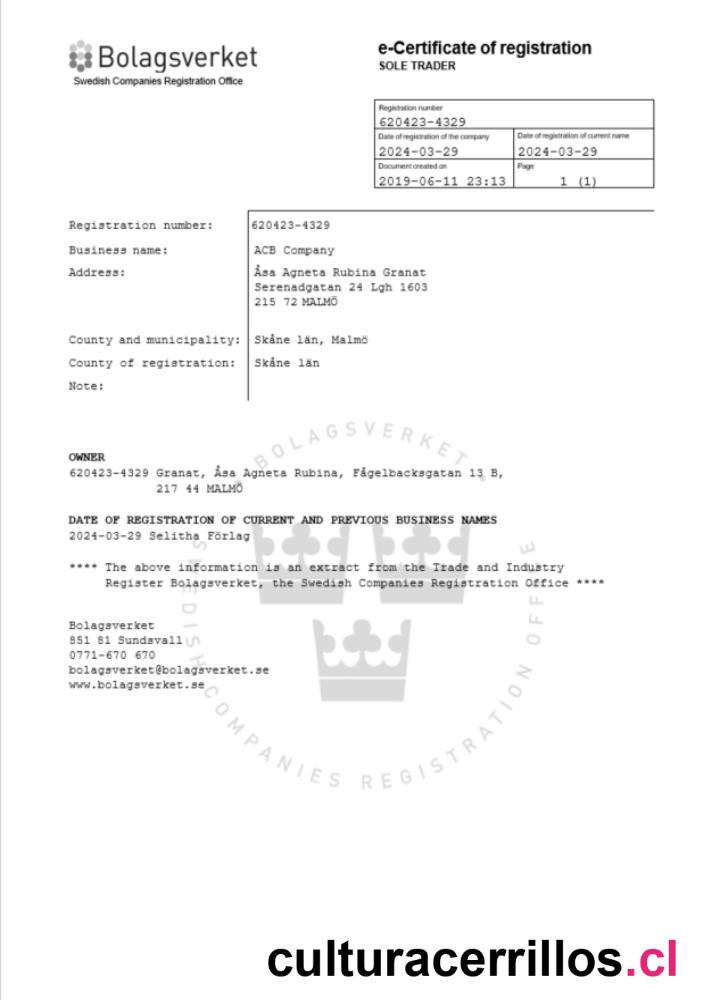 Bolagsverket
Swedish Companies Registration Office
e-Certificate of registration
SOLE TRADER
Registration number
620423-4329
Date of registration of the company
2024-03-29
Date of registration of current name
2024-03-29
Document created on
2019-06-11 23:13
Page
1 (1)
Registration number: 620423-4329
Business name: ACB Company
Address: Åsa Agneta Rubina Granat
Serenadgatan 24 Lgh 1603
215 72 MALMÖ
County and municipality: Skåne län, Malmö
County of registration: Skåne län
Note:
BOLAGSVERKET
OWNER
620423-4329 Granat, Åsa Agneta Rubina, Fågelbacksgatan 13 B,
217 44 MALMÖ
DATE OF REGISTRATION OF CURRENT AND PREVIOUS BUSINESS NAMES
2024-03-29 Selitha Förlag
**** The above information is an extract from the Trade and Industry
Register Bolagsverket, the Swedish Companies Registration Office ****
Bolagsverket
851 81 Sundsvall
0771-670 670
bolagsverket@bolagsverket.se
www.bolagsverket.se
SWEDISH COMPANIES REGISTRATION OFFICE
culturacerrillos.cl